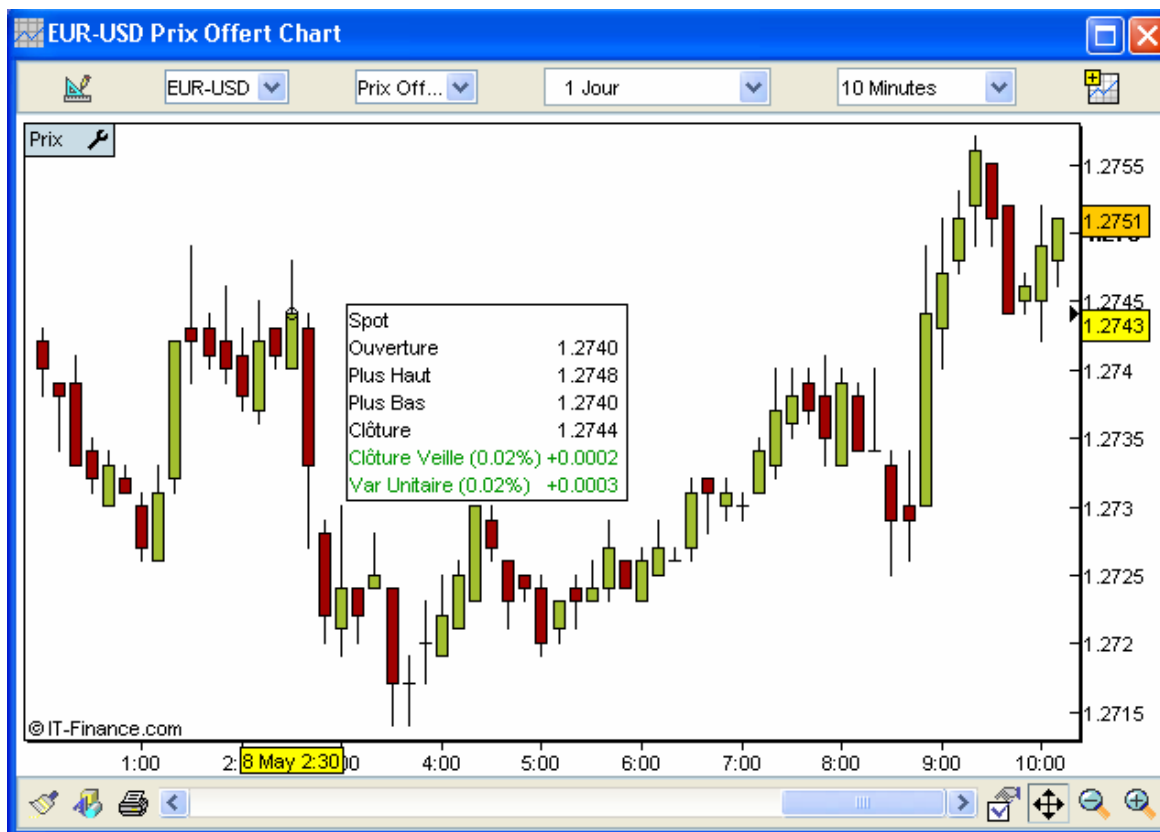 EUR-USD Prix Offert Chart
EUR-USD Prix Off... 1 Jour 10 Minutes
Prix
1.2755
1.2751
1.2745
1.2743
1.274
1.2735
1.273
1.2725
1.272
1.2715
Spot
Ouverture 1.2740
Plus Haut 1.2748
Plus Bas 1.2740
Clôture 1.2744
Clôture Veille (0.02%) +0.0002
Var Unitaire (0.02%) +0.0003
© IT-Finance.com
1:00 2: 8 May 2:30 00 4:00 5:00 6:00 7:00 8:00 9:00 10:00